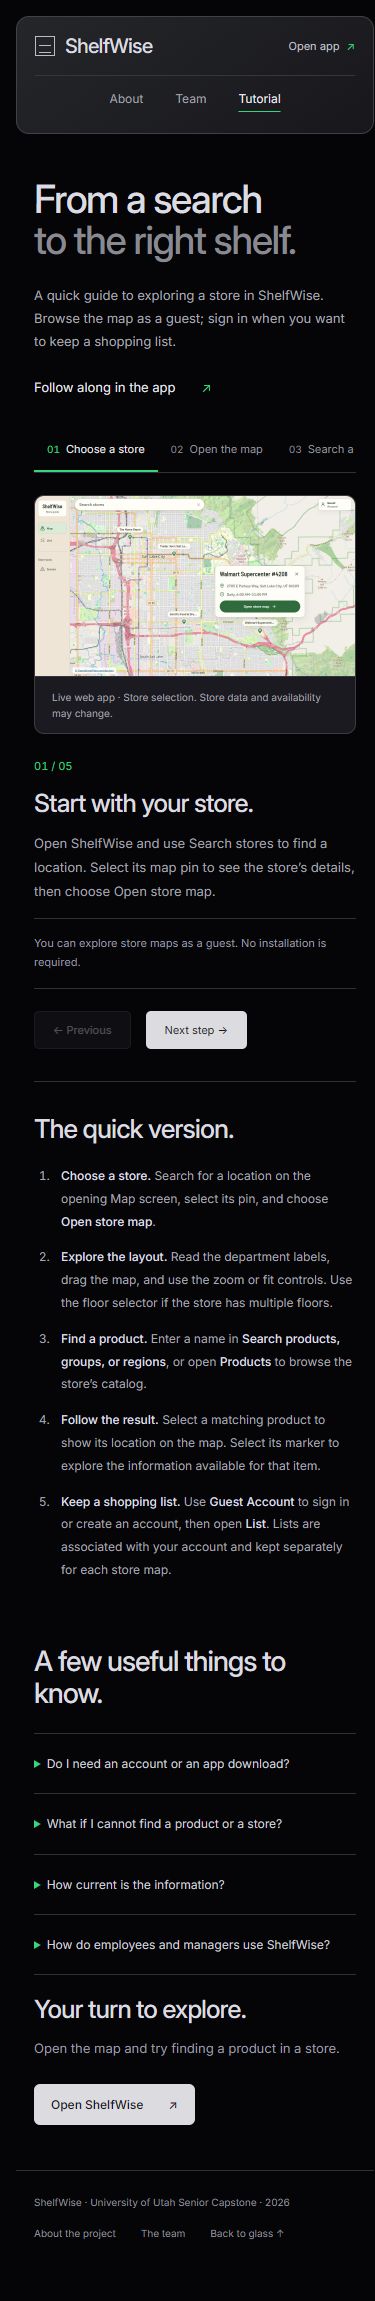 ShelfWise
Open app ↗
About
Team
Tutorial
From a search
to the right shelf.
A quick guide to exploring a store in ShelfWise.
Browse the map as a guest; sign in when you want
to keep a shopping list.
Follow along in the app ↗
01 Choose a store
02 Open the map
03 Search a
ShelfWise
Search stores
Walmart Supercenter #4208
Open store map →
Live web app · Store selection. Store data and availability
may change.
01 / 05
Start with your store.
Open ShelfWise and use Search stores to find a
location. Select its map pin to see the store's details,
then choose Open store map.
You can explore store maps as a guest. No installation is
required.
← Previous
Next step →
The quick version.
1. Choose a store. Search for a location on the
opening Map screen, select its pin, and choose
Open store map.
2. Explore the layout. Read the department labels,
drag the map, and use the zoom or fit controls. Use
the floor selector if the store has multiple floors.
3. Find a product. Enter a name in Search products,
groups, or regions, or open Products to browse the
store's catalog.
4. Follow the result. Select a matching product to
show its location on the map. Select its marker to
explore the information available for that item.
5. Keep a shopping list. Use Guest Account to sign in
or create an account, then open List. Lists are
associated with your account and kept separately
for each store map.
A few useful things to
know.
Do I need an account or an app download?
What if I cannot find a product or a store?
How current is the information?
How do employees and managers use ShelfWise?
Your turn to explore.
Open the map and try finding a product in a store.
Open ShelfWise ↗
ShelfWise · University of Utah Senior Capstone · 2026
About the project
The team
Back to glass ↑